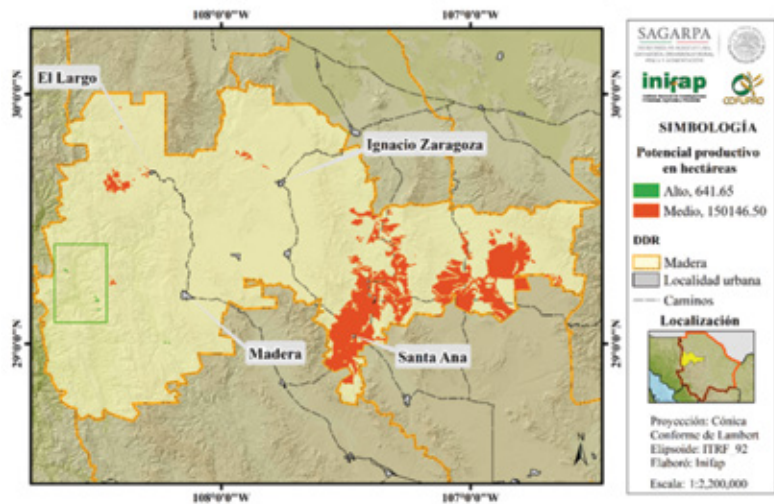 108°0'0"W
107°0'0"W
30°0'0"N
29°0'0"N
El Largo
Ignacio Zaragoza
Madera
Santa Ana
N
108°0'0"W
107°0'0"W
30°0'0"N
29°0'0"N
SAGARPA
inifap
COFUPRO
SIMBOLOGÍA
Potencial productivo
en hectáreas
Alto, 641.65
Medio, 150146.50
DDR
Madera
Localidad urbana
Caminos
Localización
Proyección: Cónica
Conforme de Lambert
Elipsoide: ITRF_92
Elaboró: Inifap
Escala: 1:2,200,000